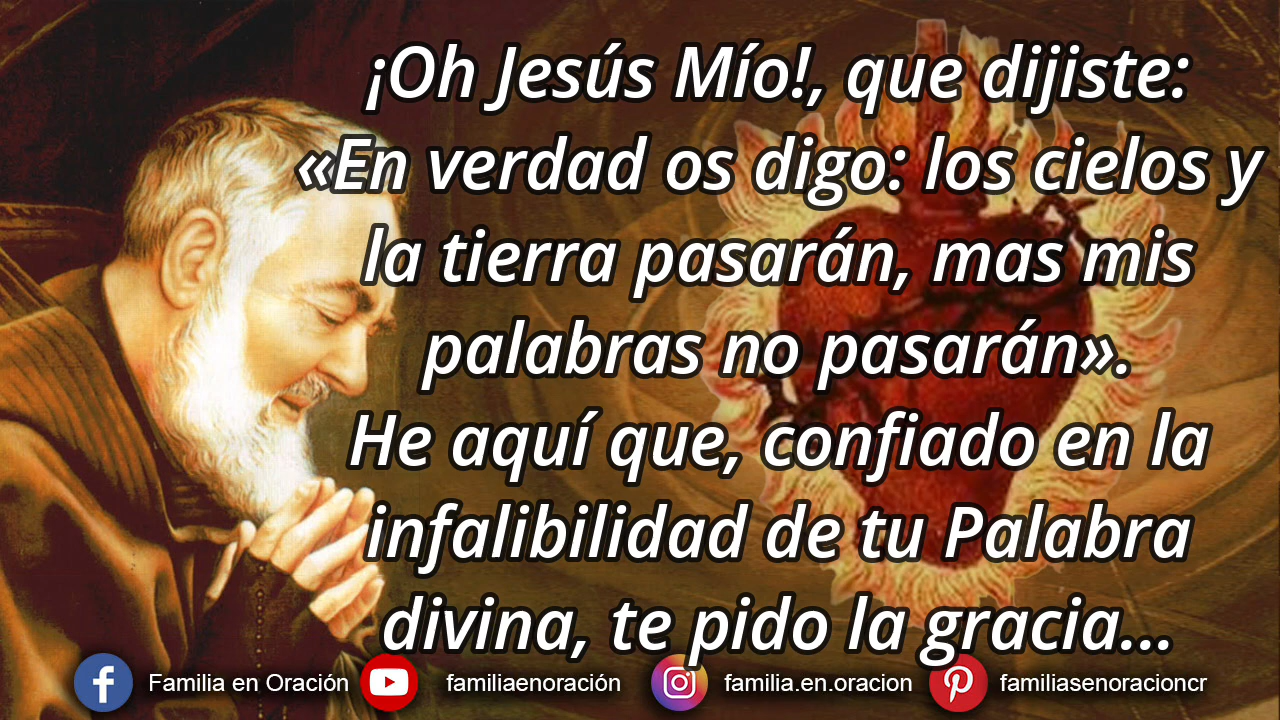 ¡Oh Jesús Mío!, que dijiste:
«En verdad os digo: los cielos y
la tierra pasarán, mas mis
palabras no pasarán».
He aquí que, confiado en la
infalibilidad de tu Palabra
divina, te pido la gracia...
Familia en Oración familiaenoración familia.en.oracion familiasenoracioncr